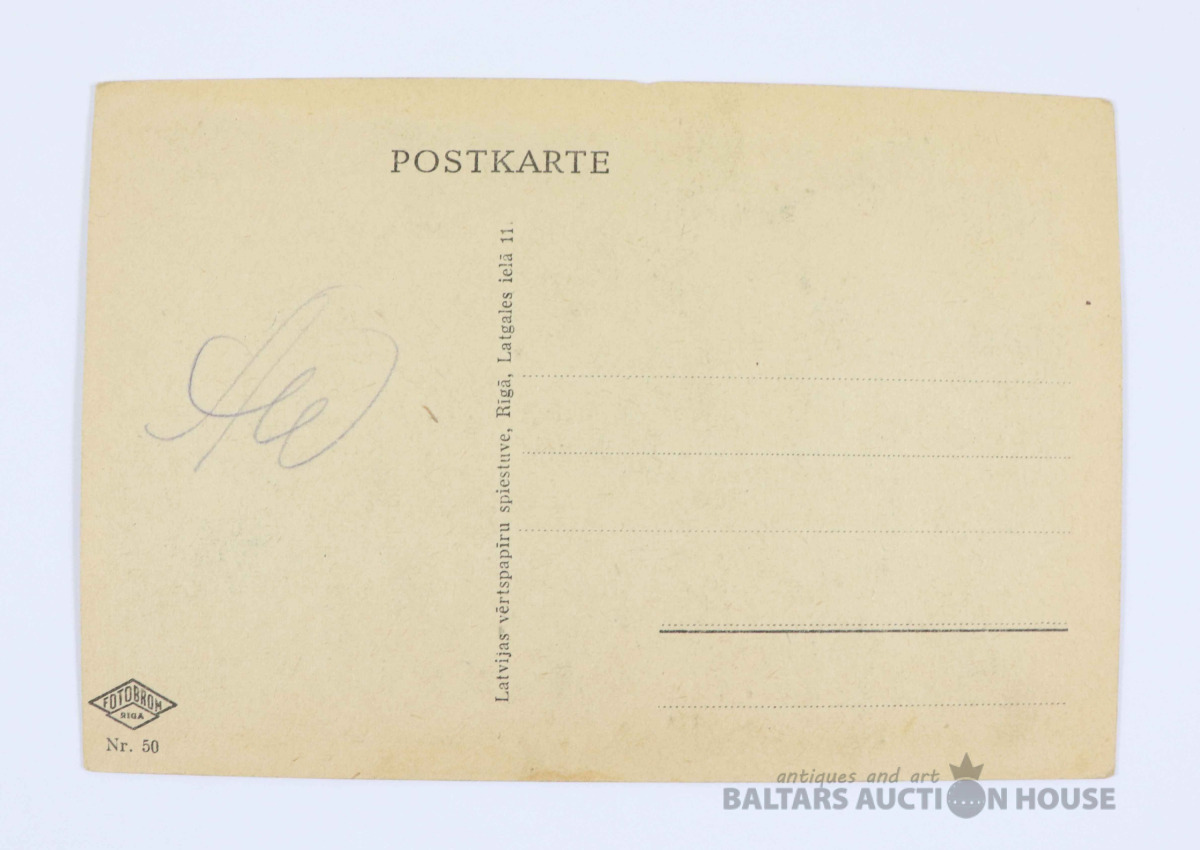 POSTKARTE
Latvijas vērtspapīru spiestuve, Rīgā, Latgales ielā 11.
FOTOBROM
RIGA
Nr. 50
antiques and art
BALTARS AUCTION HOUSE